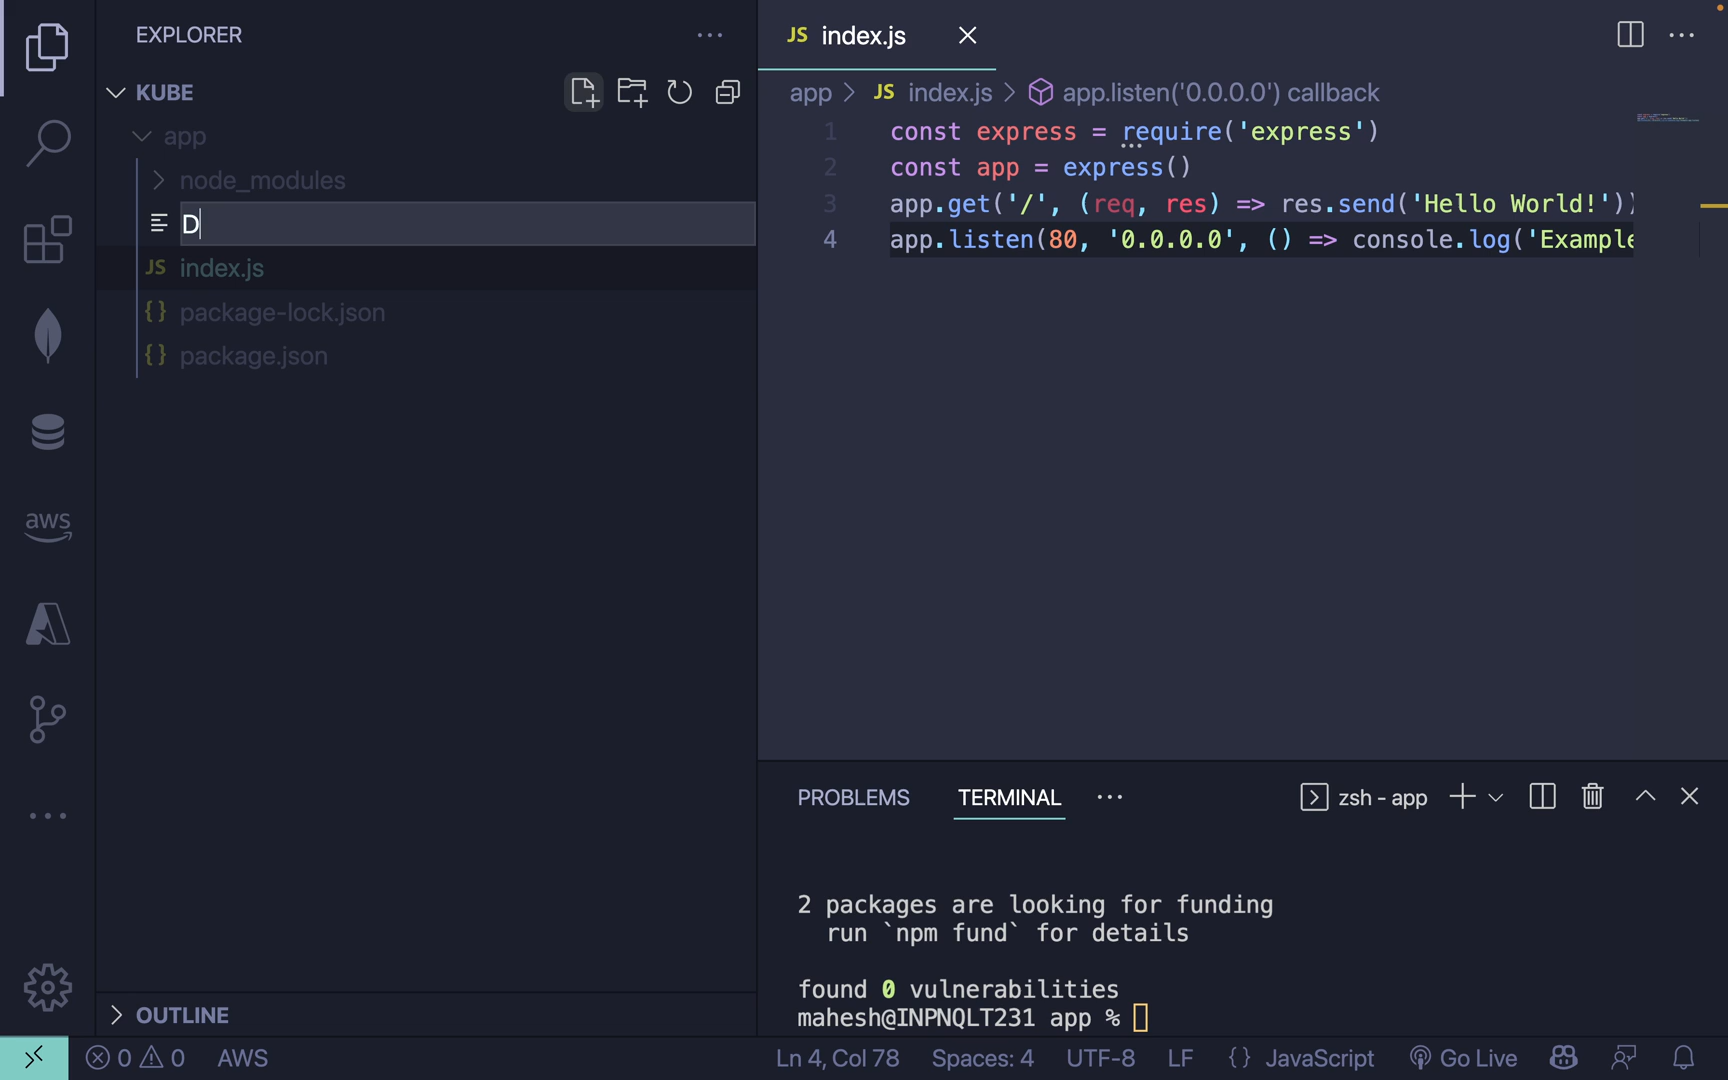 EXPLORER
KUBE
app
node_modules
D
JS index.js
{ } package-lock.json
{ } package.json
aws
OUTLINE
JS index.js
app > JS index.js > app.listen('0.0.0.0') callback
1 const express = require('express')
2 const app = express()
3 app.get('/', (req, res) => res.send('Hello World!'))
4 app.listen(80, '0.0.0.0', () => console.log('Example
PROBLEMS TERMINAL
zsh - app
2 packages are looking for funding
run `npm fund` for details
found 0 vulnerabilities
mahesh@INPNQLT231 app %
0 0 AWS Ln 4, Col 78 Spaces: 4 UTF-8 LF { } JavaScript Go Live